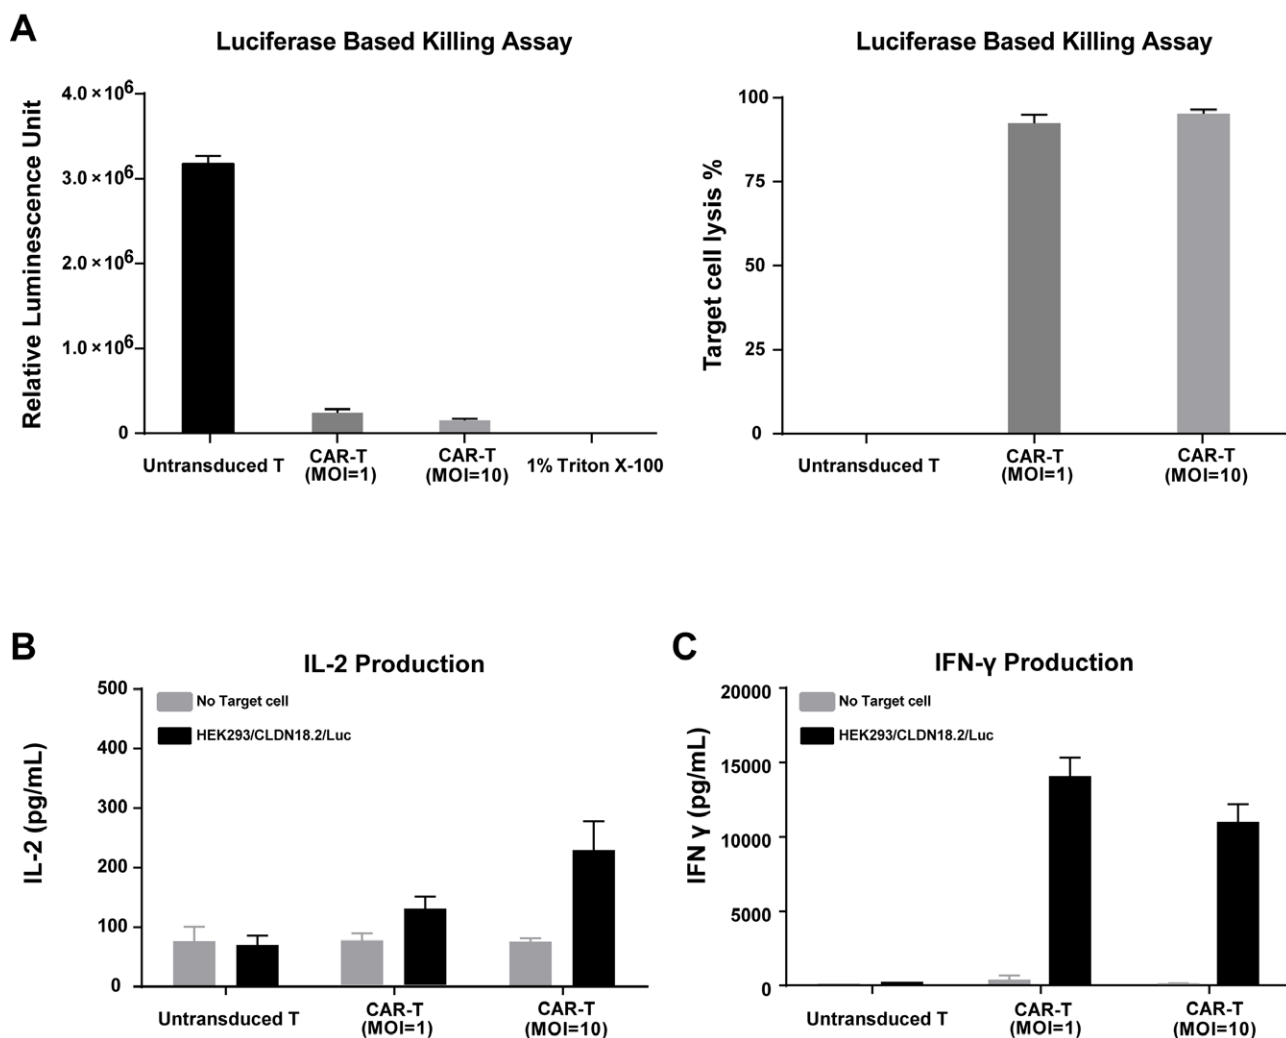 A
Luciferase Based Killing Assay
Relative Luminescence Unit
4.0 × 10⁶
3.0 × 10⁶
2.0 × 10⁶
1.0 × 10⁶
0
Untransduced T
CAR-T
(MOI=1)
CAR-T
(MOI=10)
1% Triton X-100
Luciferase Based Killing Assay
Target cell lysis %
100
75
50
25
0
Untransduced T
CAR-T
(MOI=1)
CAR-T
(MOI=10)
B
IL-2 Production
IL-2 (pg/mL)
500
400
300
200
100
0
No Target cell
HEK293/CLDN18.2/Luc
Untransduced T
CAR-T
(MOI=1)
CAR-T
(MOI=10)
C
IFN-γ Production
IFN γ (pg/mL)
20000
15000
10000
5000
0
No Target cell
HEK293/CLDN18.2/Luc
Untransduced T
CAR-T
(MOI=1)
CAR-T
(MOI=10)